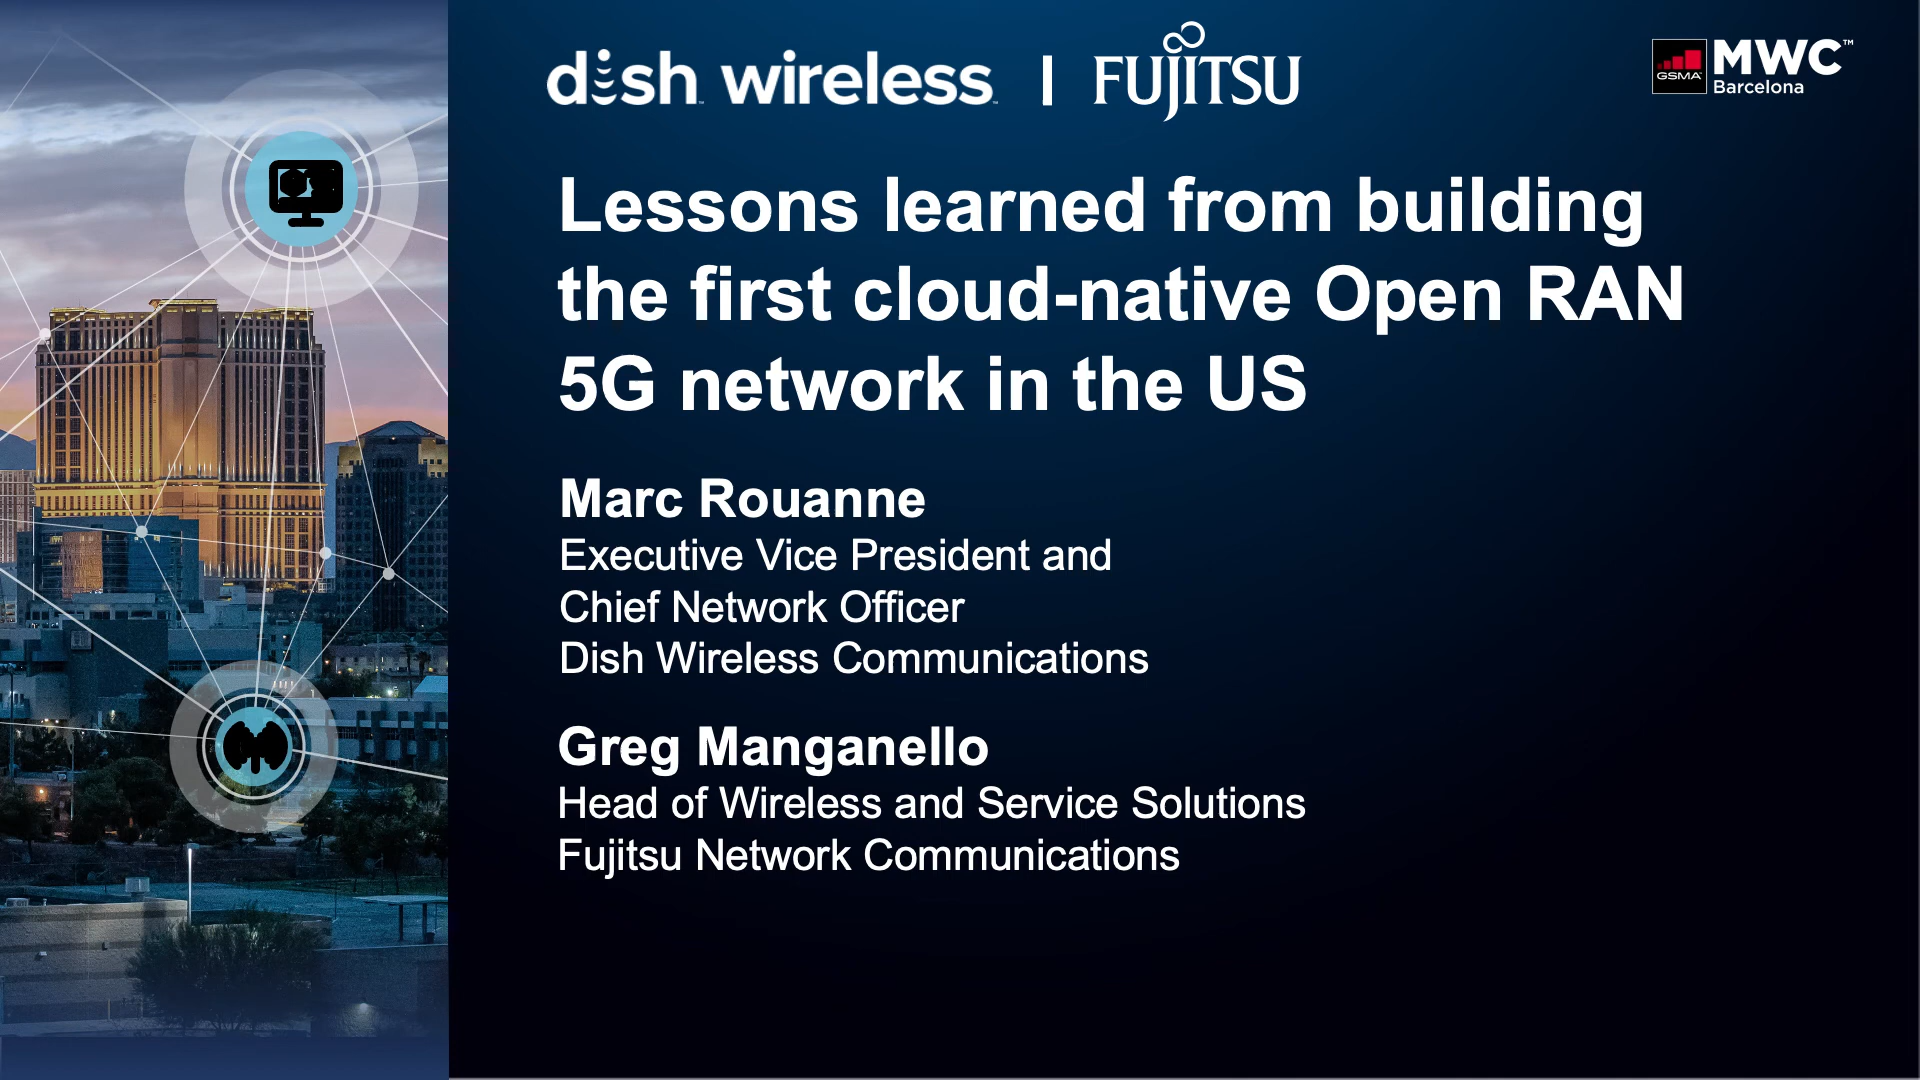 dish wireless | FUJITSU
GSMA MWC™
Barcelona
Lessons learned from building
the first cloud-native Open RAN
5G network in the US
Marc Rouanne
Executive Vice President and
Chief Network Officer
Dish Wireless Communications
Greg Manganello
Head of Wireless and Service Solutions
Fujitsu Network Communications